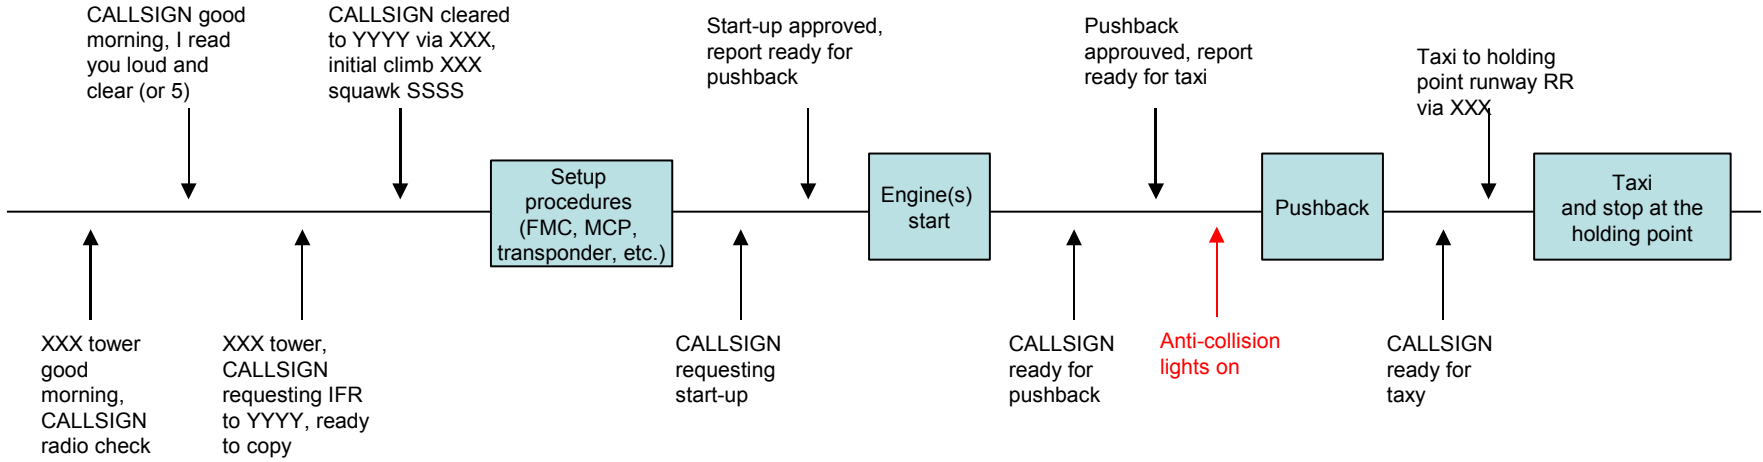 CALLSIGN good
morning, I read
you loud and
clear (or 5)
CALLSIGN cleared
to YYYY via XXX,
initial climb XXX
squawk SSSS
Start-up approved,
report ready for
pushback
Pushback
approuved, report
ready for taxi
Taxi to holding
point runway RR
via XXX
Setup
procedures
(FMC, MCP,
transponder, etc.)
Engine(s)
start
Pushback
Taxi
and stop at the
holding point
XXX tower
good
morning,
CALLSIGN
radio check
XXX tower,
CALLSIGN
requesting IFR
to YYYY, ready
to copy
CALLSIGN
requesting
start-up
CALLSIGN
ready for
pushback
Anti-collision
lights on
CALLSIGN
ready for
taxy